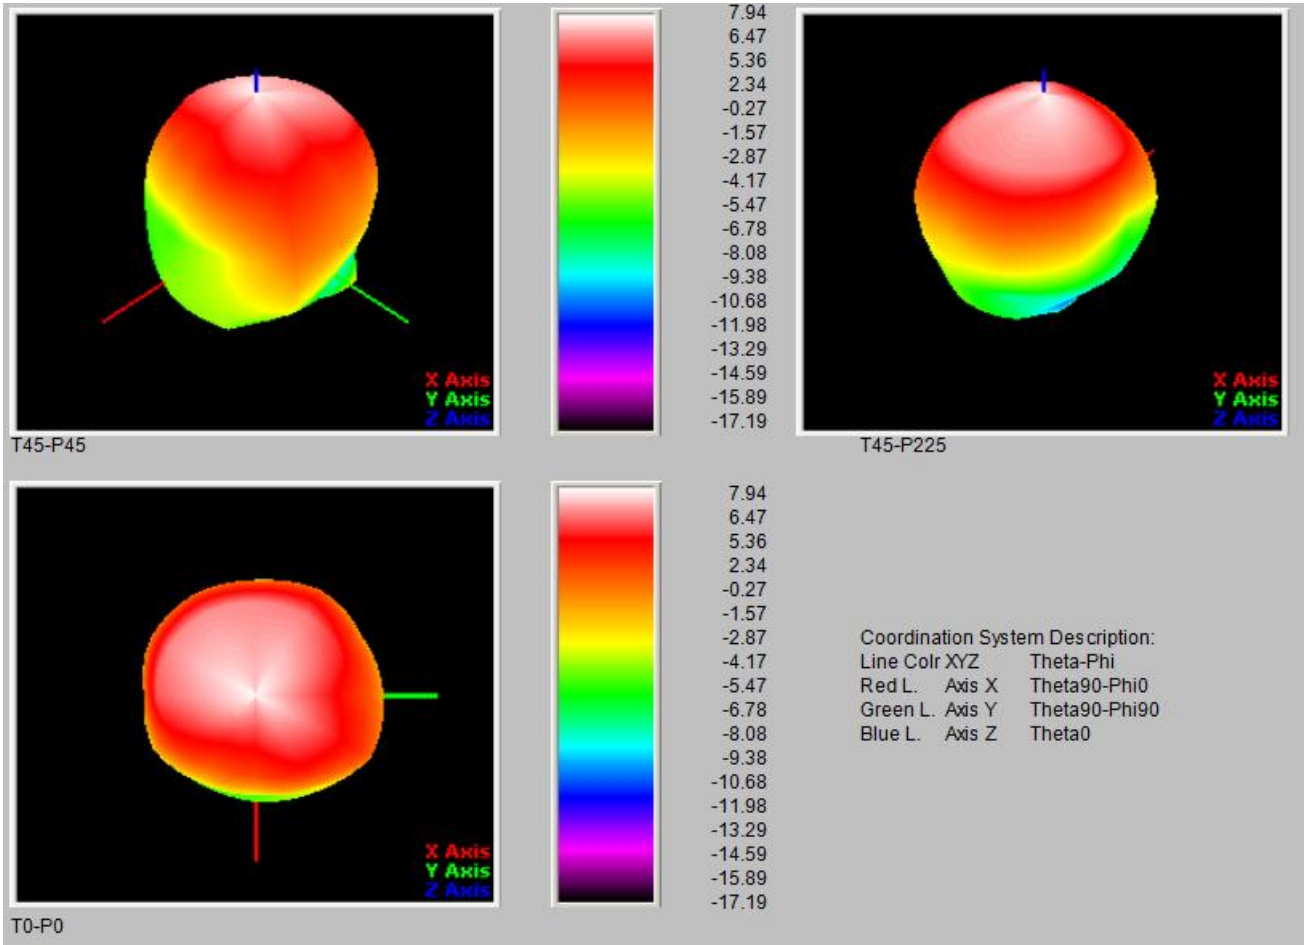 7.94
6.47
5.36
2.34
-0.27
-1.57
-2.87
-4.17
-5.47
-6.78
-8.08
-9.38
-10.68
-11.98
-13.29
-14.59
-15.89
-17.19
X Axis
Y Axis
Z Axis
X Axis
Y Axis
Z Axis
T45-P45
T45-P225
7.94
6.47
5.36
2.34
-0.27
-1.57
-2.87
-4.17
-5.47
-6.78
-8.08
-9.38
-10.68
-11.98
-13.29
-14.59
-15.89
-17.19
Coordination System Description:
Line Colr XYZ Theta-Phi
Red L. Axis X Theta90-Phi0
Green L. Axis Y Theta90-Phi90
Blue L. Axis Z Theta0
X Axis
Y Axis
Z Axis
T0-P0